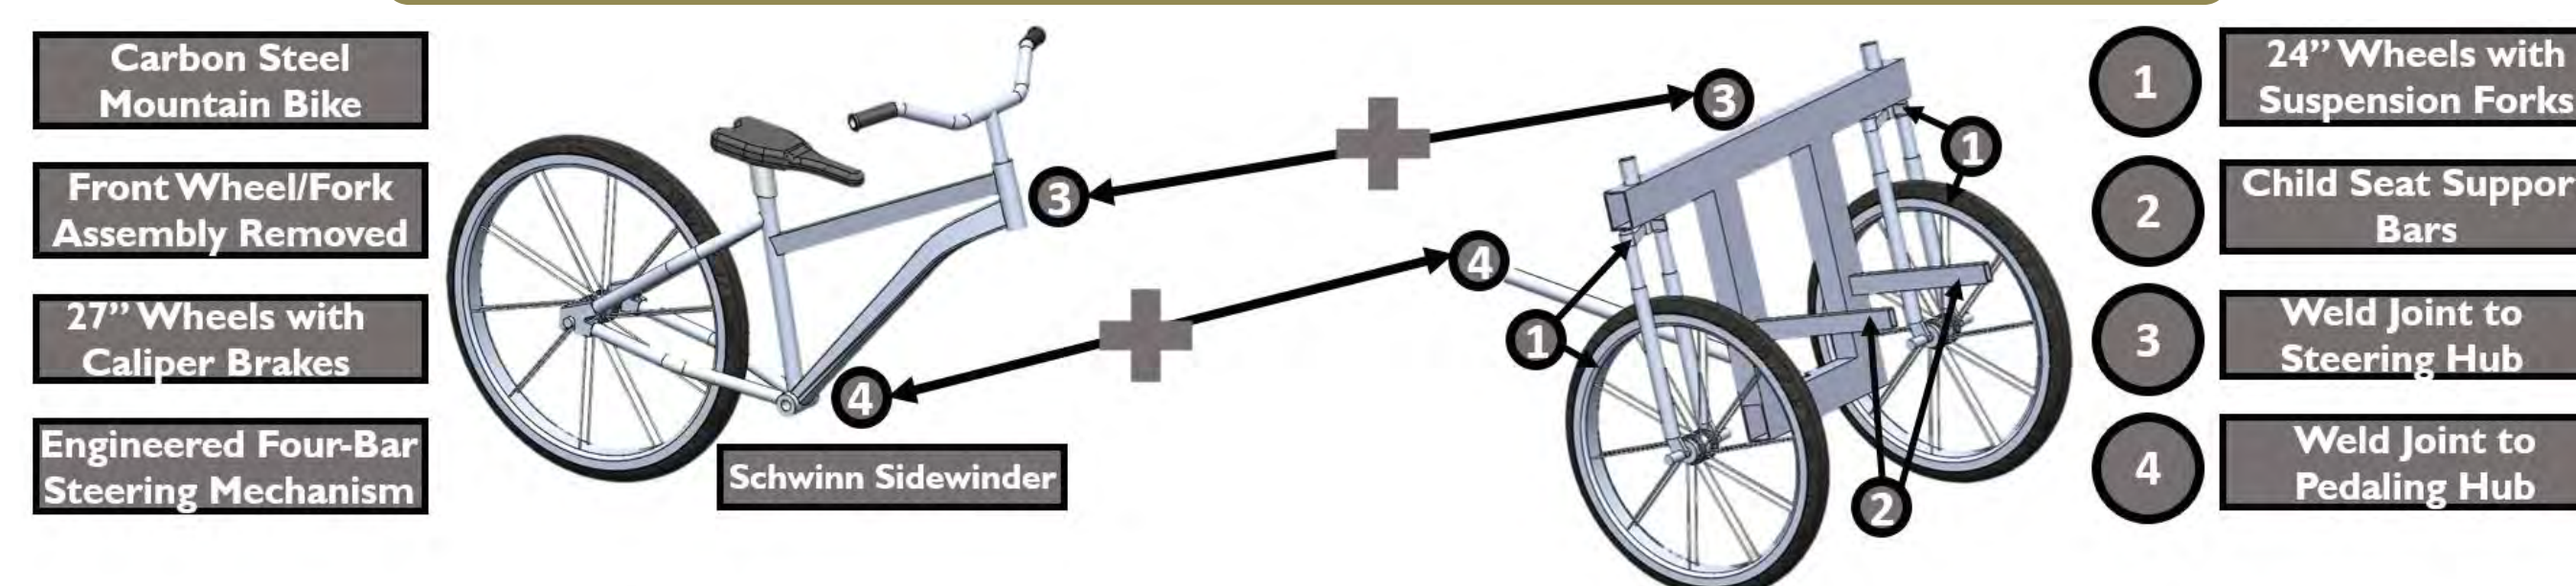 Carbon Steel
Mountain Bike
Front Wheel/Fork
Assembly Removed
27” Wheels with
Caliper Brakes
Engineered Four-Bar
Steering Mechanism
Schwinn Sidewinder
3
4
3
4
1
1
2
1
24” Wheels with
Suspension Forks
2
Child Seat Suppor
Bars
3
Weld Joint to
Steering Hub
4
Weld Joint to
Pedaling Hub